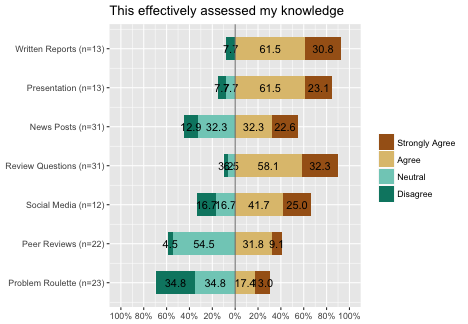 This effectively assessed my knowledge
Written Reports (n=13) 7.7 61.5 30.8
Presentation (n=13) 7.7 7.7 61.5 23.1
News Posts (n=31) 12.9 32.3 32.3 22.6
Review Questions (n=31) 58.1 32.3
Social Media (n=12) 16.7 16.7 41.7 25.0
Peer Reviews (n=22) 4.5 54.5 31.8 9.1
Problem Roulette (n=23) 34.8 34.8 17.4 13.0
100% 80% 60% 40% 20% 0% 20% 40% 60% 80% 100%
Strongly Agree
Agree
Neutral
Disagree